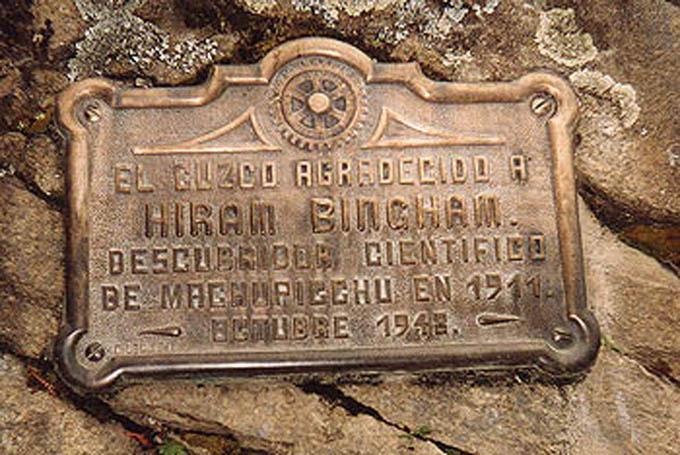 EL CUZCO AGRADECIDO A
HIRAM BINGHAM.
DESCUBRIDOR CIENTIFICO
DE MACHUPICCHU EN 1911.
OCTUBRE 1948.